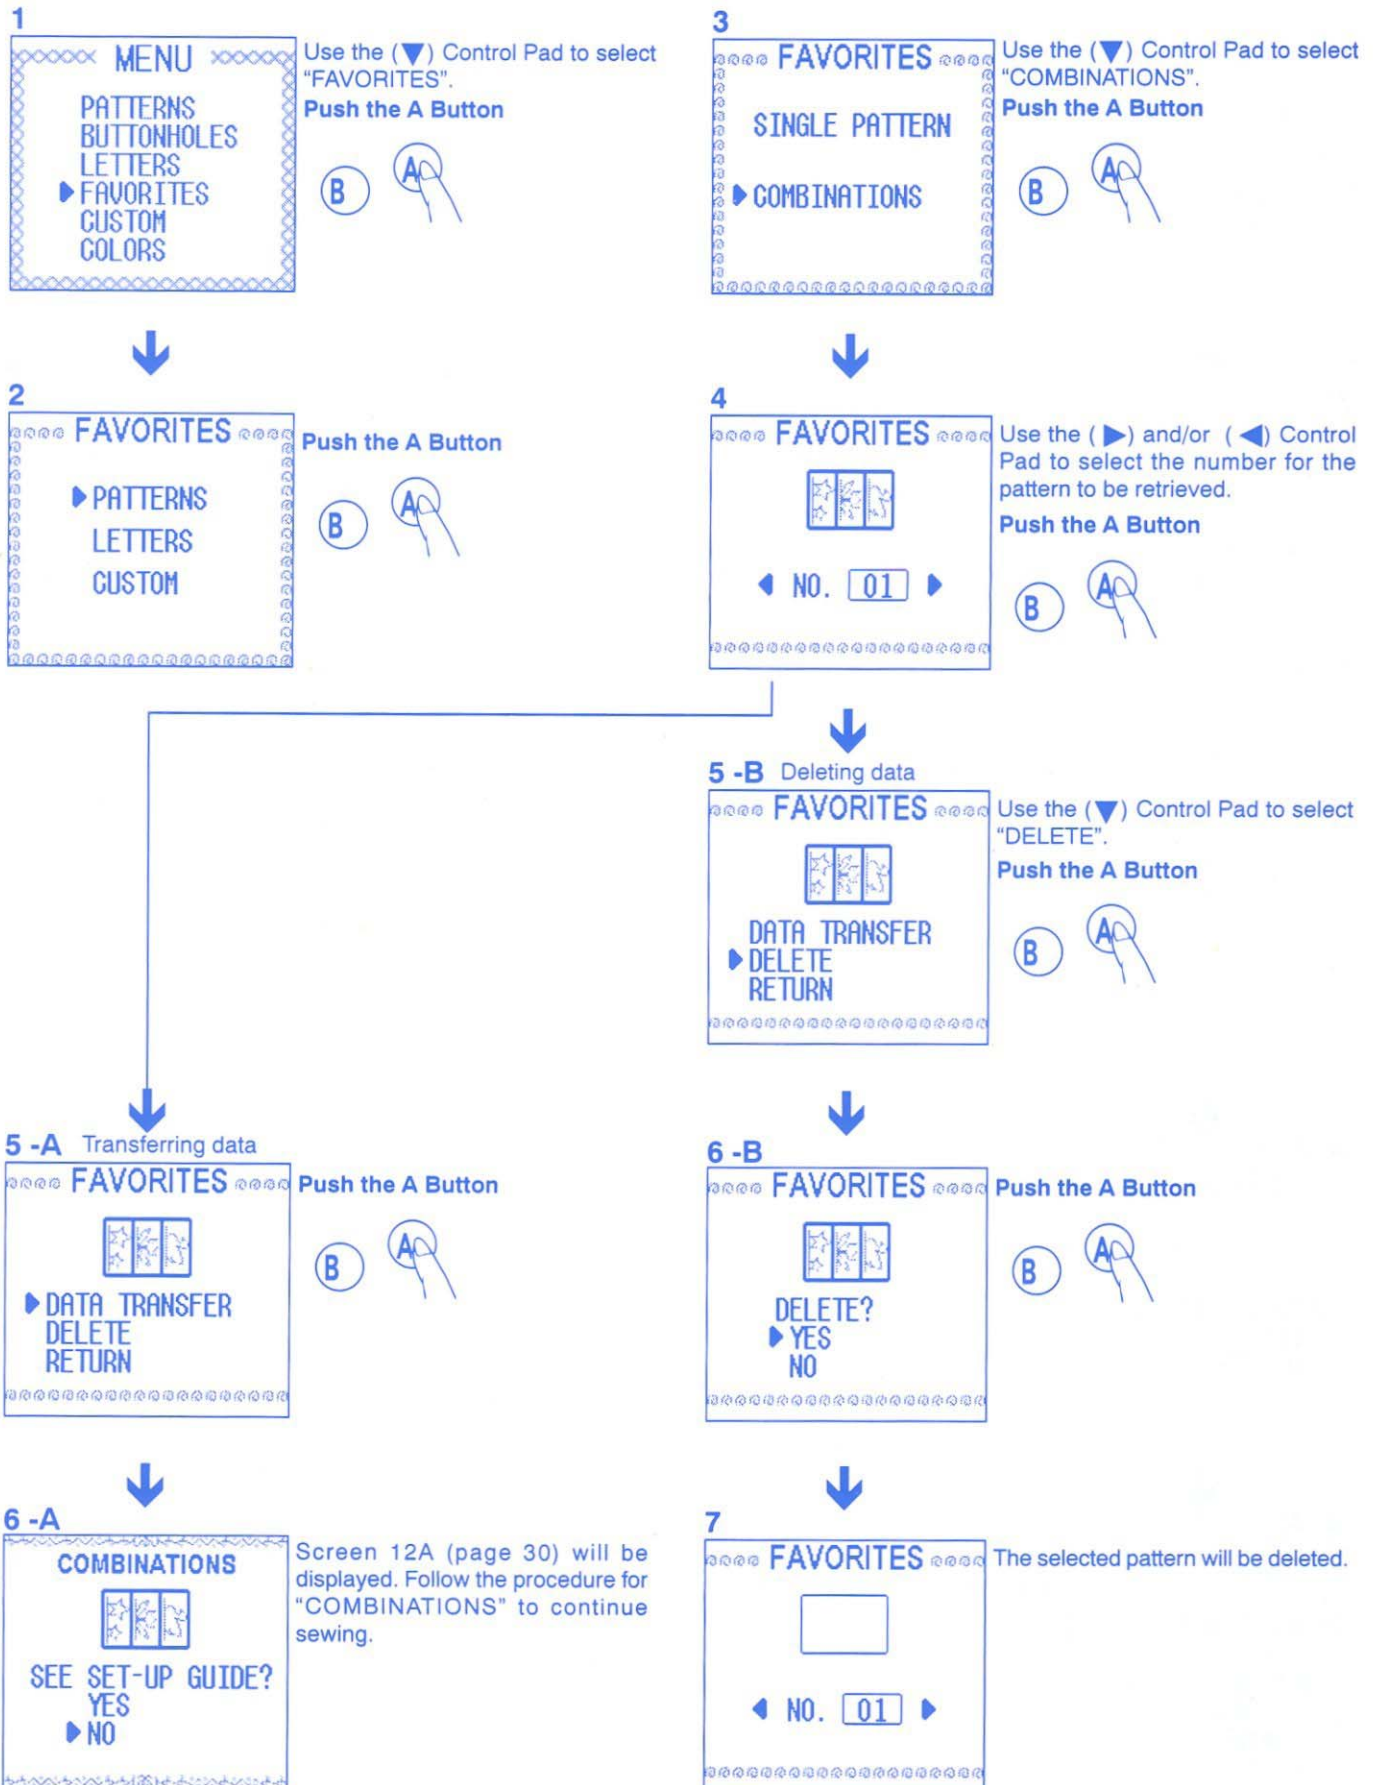 1
MENU
PATTERNS
BUTTONHOLES
LETTERS
▶FAVORITES
CUSTOM
COLORS
Use the (▼) Control Pad to select
“FAVORITES”.
Push the A Button
B A
2
FAVORITES
▶PATTERNS
LETTERS
CUSTOM
Push the A Button
B A
3
FAVORITES
SINGLE PATTERN
▶COMBINATIONS
Use the (▼) Control Pad to select
“COMBINATIONS”.
Push the A Button
B A
4
FAVORITES
◀ NO. 01 ▶
Use the (▶) and/or (◀) Control
Pad to select the number for the
pattern to be retrieved.
Push the A Button
B A
5 -A Transferring data
FAVORITES
▶DATA TRANSFER
DELETE
RETURN
Push the A Button
B A
6 -A
COMBINATIONS
SEE SET-UP GUIDE?
YES
▶NO
Screen 12A (page 30) will be
displayed. Follow the procedure for
“COMBINATIONS” to continue
sewing.
5 -B Deleting data
FAVORITES
DATA TRANSFER
▶DELETE
RETURN
Use the (▼) Control Pad to select
“DELETE”.
Push the A Button
B A
6 -B
FAVORITES
DELETE?
▶YES
NO
Push the A Button
B A
7
FAVORITES
◀ NO. 01 ▶
The selected pattern will be deleted.